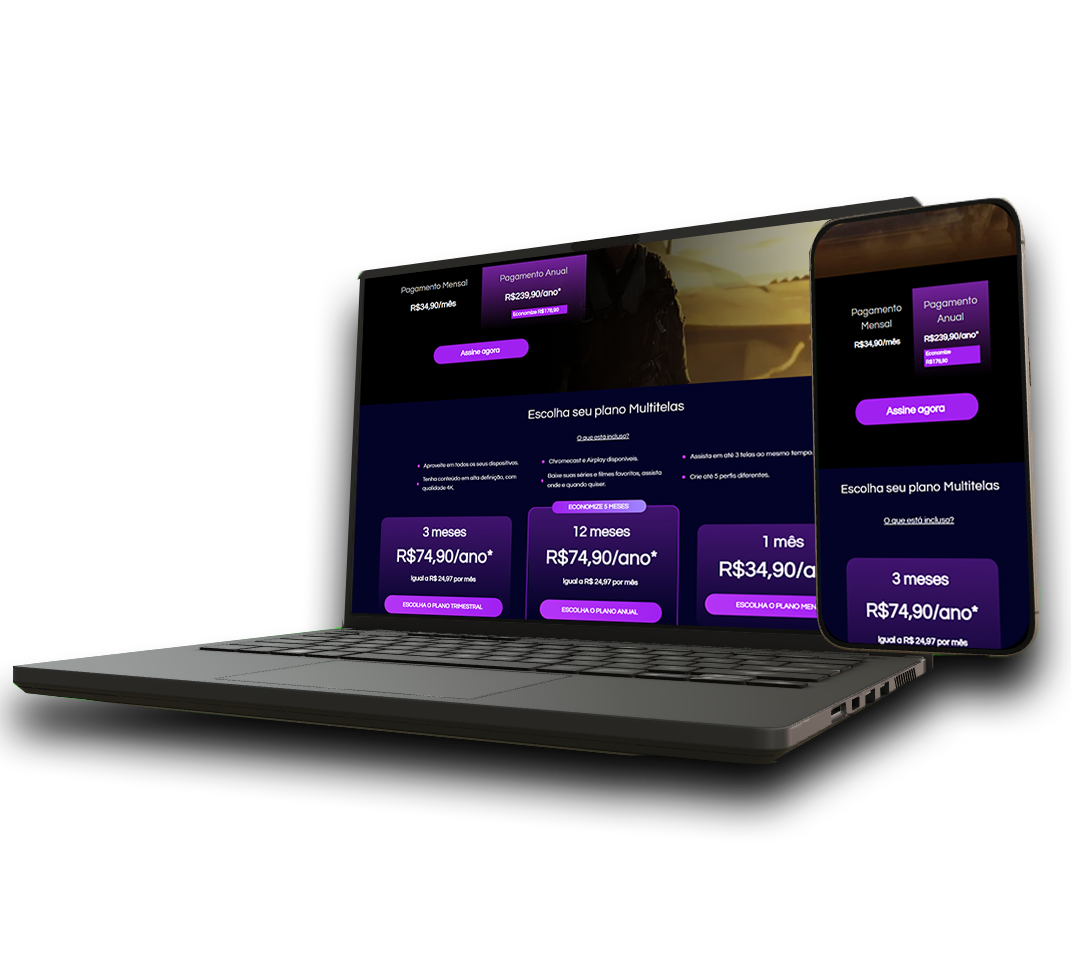 Pagamento Mensal
R$34,90/mês
Pagamento Anual
R$239,90/ano*
Economize R$178,90
Assine agora
Escolha seu plano Multitelas
O que está incluso?
Aproveite em todos os seus dispositivos.
Tenha conteúdo em alta definição, com
qualidade 4K.
Chromecast e Airplay disponíveis.
Baixe suas séries e filmes favoritos, assista
onde e quando quiser.
Assista em até 3 telas ao mesmo tempo.
Crie até 5 perfis diferentes.
3 meses
R$74,90/ano*
Igual a R$ 24,97 por mês
ESCOLHA O PLANO TRIMESTRAL
ECONOMIZE 5 MESES
12 meses
R$74,90/ano*
Igual a R$ 24,97 por mês
ESCOLHA O PLANO ANUAL
1 mês
R$34,90/a
ESCOLHA O PLANO MEN
Pagamento
Mensal
R$34,90/mês
Pagamento
Anual
R$239,90/ano*
Economize
R$178,90
Assine agora
Escolha seu plano Multitelas
O que está incluso?
3 meses
R$74,90/ano*
Igual a R$ 24,97 por mês